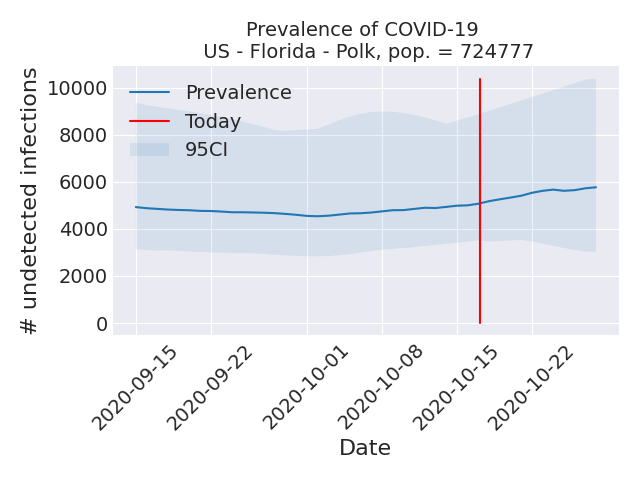 Prevalence of COVID-19
US - Florida - Polk, pop. = 724777
# undetected infections
10000
8000
6000
4000
2000
0
Prevalence
Today
95CI
2020-09-15
2020-09-22
2020-10-01
2020-10-08
2020-10-15
2020-10-22
Date